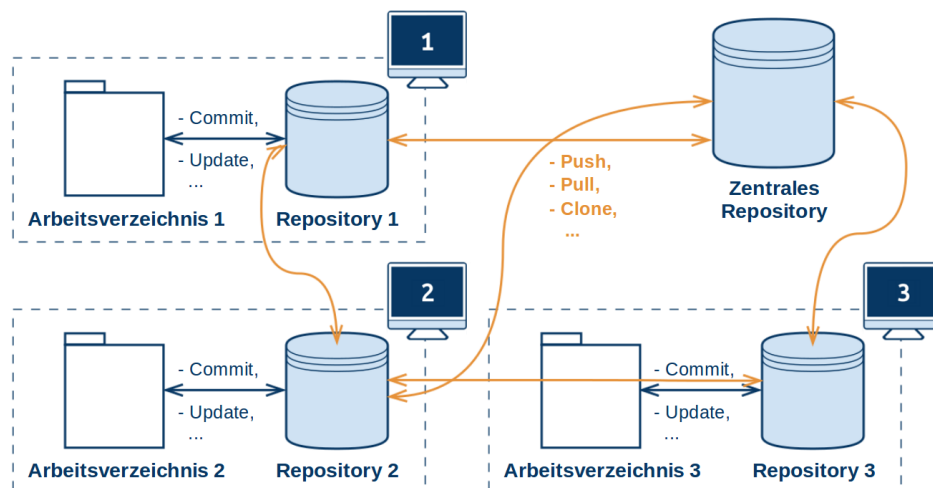 1
- Commit,
- Update,
...
Arbeitsverzeichnis 1
Repository 1
- Push,
- Pull,
- Clone,
...
Zentrales
Repository
2
- Commit,
- Update,
...
Arbeitsverzeichnis 2
Repository 2
3
- Commit,
- Update,
...
Arbeitsverzeichnis 3
Repository 3